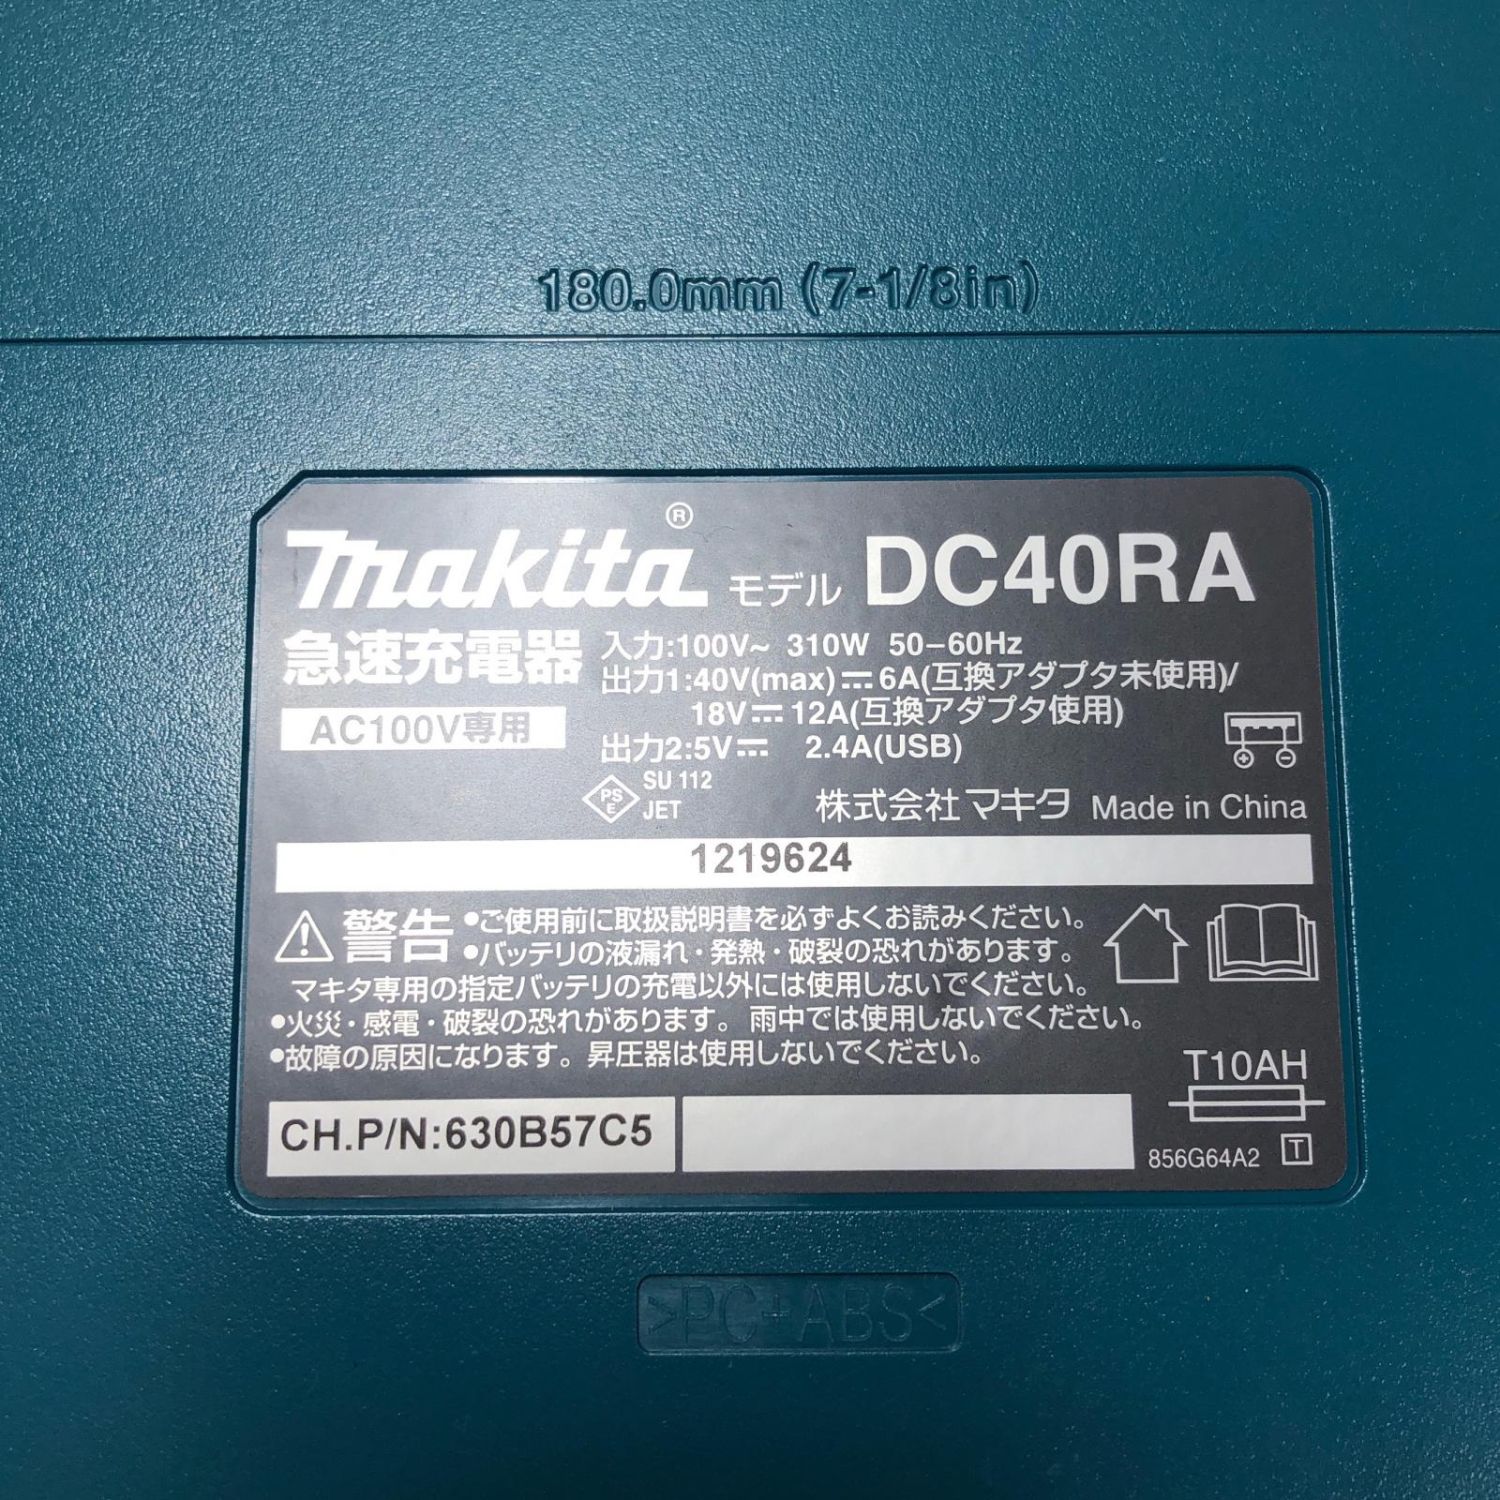 180.0mm (7-1/8in)
makita® モデル DC40RA
急速充電器
AC100V専用
入力:100V~ 310W 50-60Hz
出力1:40V(max)⎓6A(互換アダプタ未使用)/
18V⎓12A(互換アダプタ使用)
出力2:5V⎓ 2.4A(USB)
PS
E
SU 112
JET
株式会社マキタ Made in China
1219624
警告 •ご使用前に取扱説明書を必ずよくお読みください。
•バッテリの液漏れ・発熱・破裂の恐れがあります。
マキタ専用の指定バッテリの充電以外には使用しないでください。
•火災・感電・破裂の恐れがあります。雨中では使用しないでください。
•故障の原因になります。昇圧器は使用しないでください。
T10AH
CH.P/N:630B57C5
856G64A2 T
>PC+ABS<